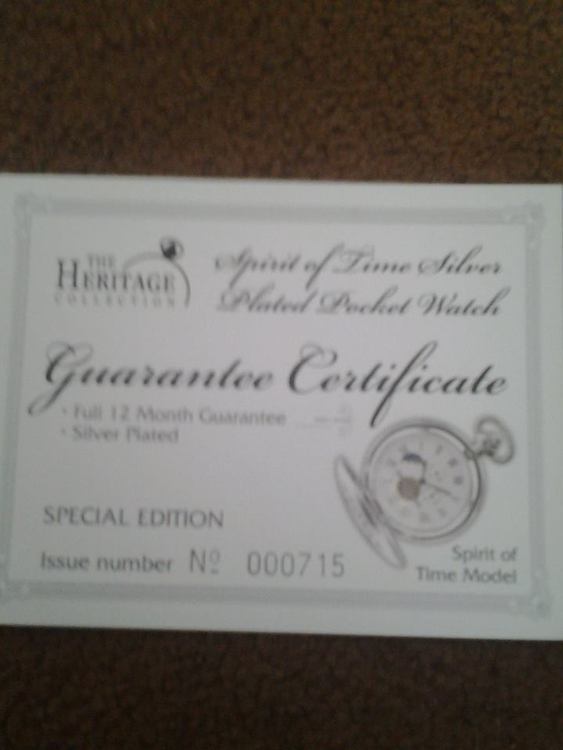 THE
HERITAGE
COLLECTION
Spirit of Time Silver
Plated Pocket Watch
Guarantee Certificate
· Full 12 Month Guarantee
· Silver Plated
SPECIAL EDITION
Issue number Nº 000715
Spirit of
Time Model